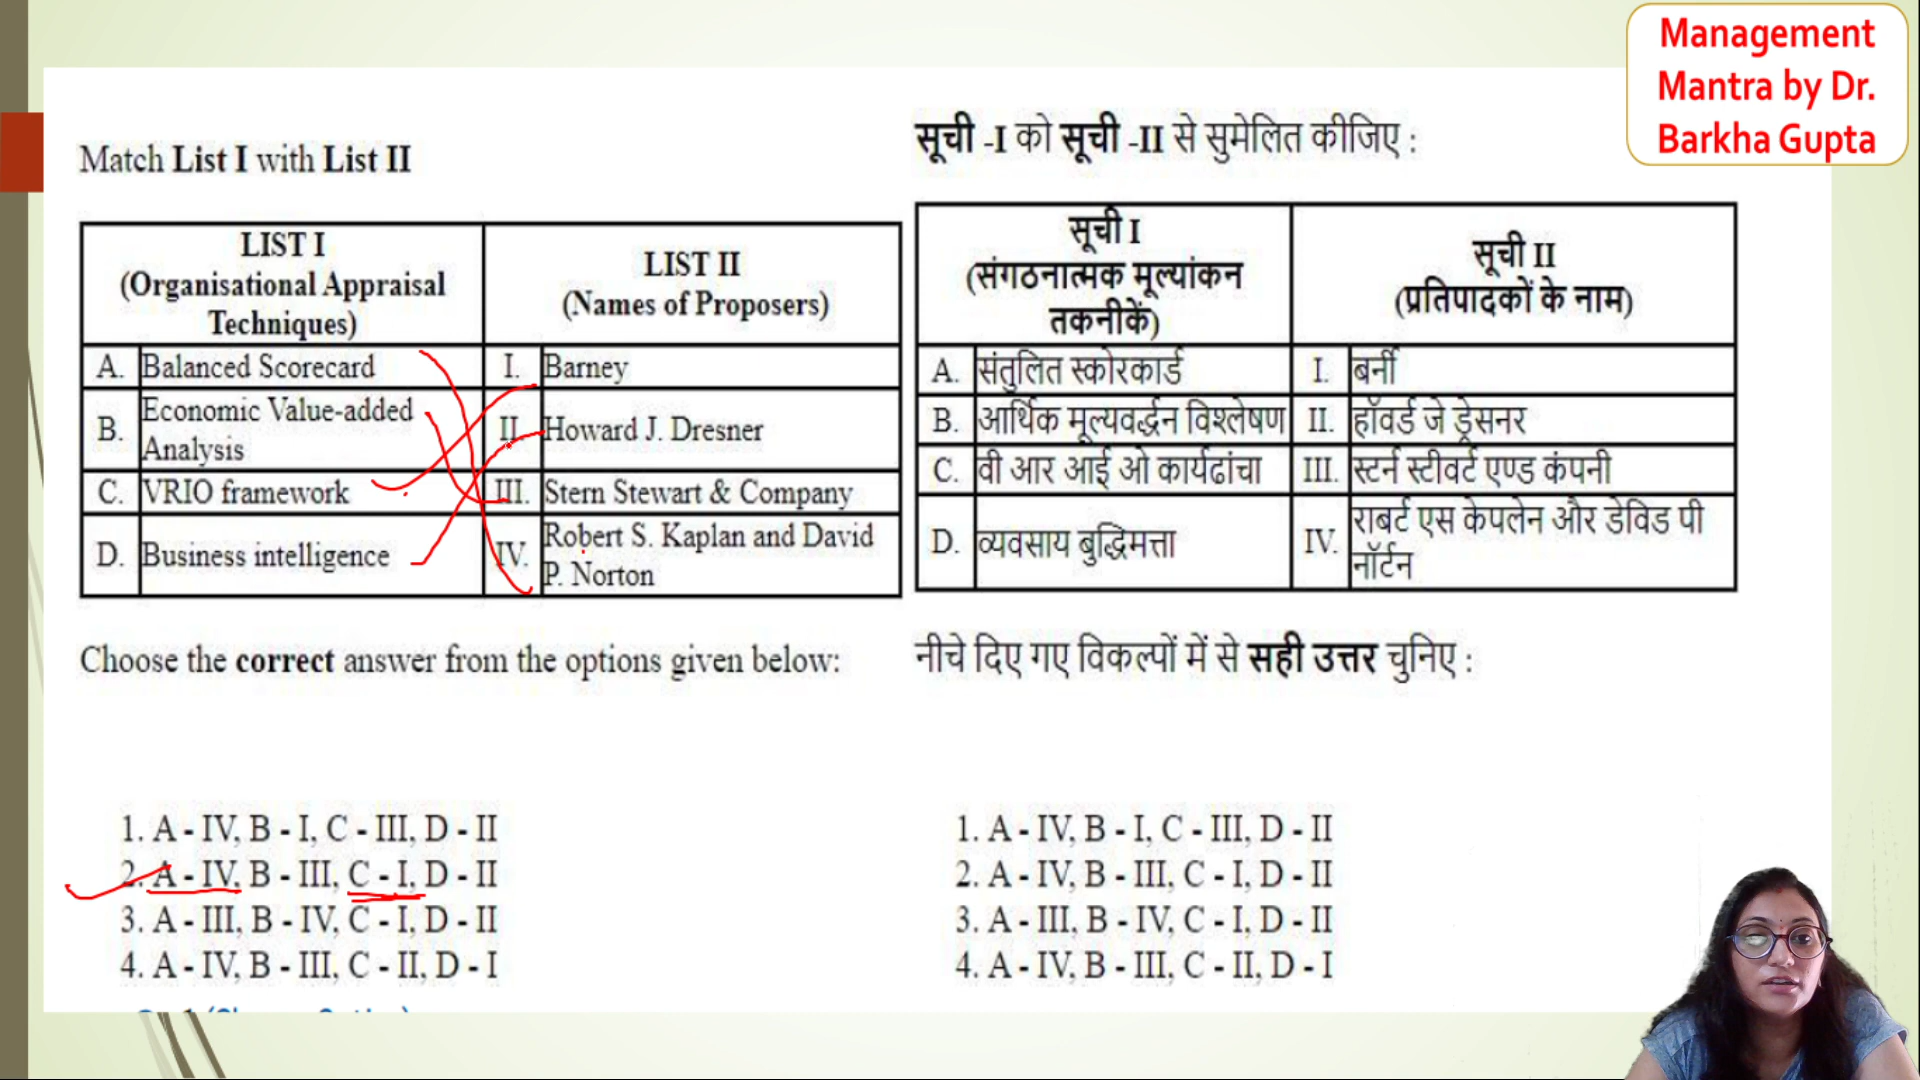 Management
Mantra by Dr.
Barkha Gupta
Match List I with List II
LIST I
(Organisational Appraisal
Techniques)
LIST II
(Names of Proposers)
A. Balanced Scorecard I. Barney
B. Economic Value-added
Analysis
II. Howard J. Dresner
C. VRIO framework III. Stern Stewart & Company
D. Business intelligence IV. Robert S. Kaplan and David
P. Norton
Choose the correct answer from the options given below:
1. A - IV, B - I, C - III, D - II
2. A - IV, B - III, C - I, D - II
3. A - III, B - IV, C - I, D - II
4. A - IV, B - III, C - II, D - I
सूची -I को सूची -II से सुमेलित कीजिए :
सूची I
(संगठनात्मक मूल्यांकन
तकनीकें)
सूची II
(प्रतिपादकों के नाम)
A. संतुलित स्कोरकार्ड I. बर्नी
B. आर्थिक मूल्यवर्द्धन विश्लेषण II. हॉवर्ड जे ड्रेसनर
C. वी आर आई ओ कार्यढांचा III. स्टर्न स्टीवर्ट एण्ड कंपनी
D. व्यवसाय बुद्धिमत्ता IV. राबर्ट एस केपलेन और डेविड पी
नॉर्टन
नीचे दिए गए विकल्पों में से सही उत्तर चुनिए :
1. A - IV, B - I, C - III, D - II
2. A - IV, B - III, C - I, D - II
3. A - III, B - IV, C - I, D - II
4. A - IV, B - III, C - II, D - I